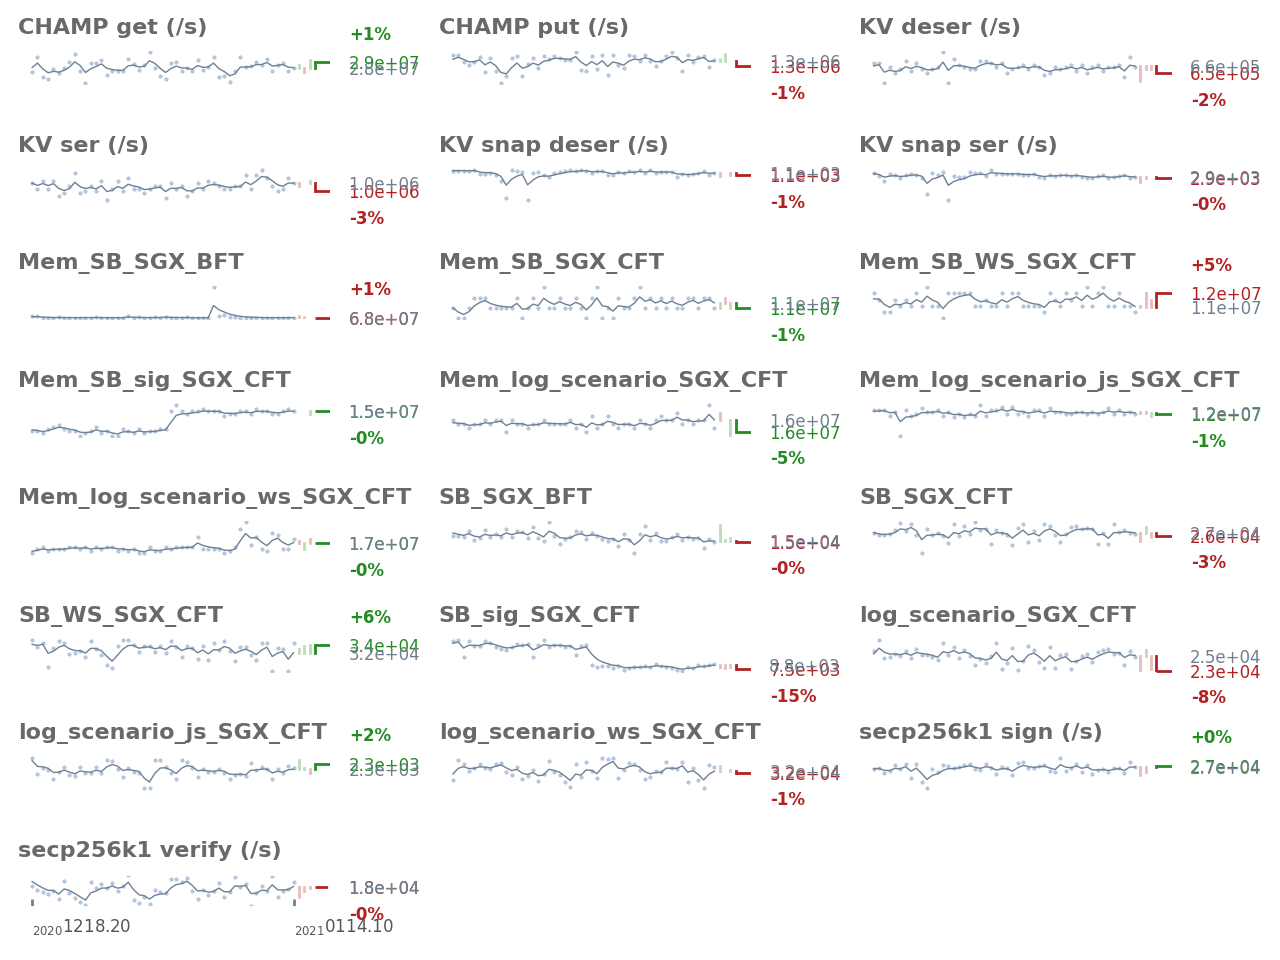 CHAMP get (/s)
+1%
2.9e+07
2.8e+07
CHAMP put (/s)
1.3e+06
1.3e+06
-1%
KV deser (/s)
6.6e+05
6.5e+05
-2%
KV ser (/s)
1.0e+06
1.0e+06
-3%
KV snap deser (/s)
1.1e+03
1.1e+03
-1%
KV snap ser (/s)
2.9e+03
2.9e+03
-0%
Mem_SB_SGX_BFT
+1%
6.8e+07
Mem_SB_SGX_CFT
1.1e+07
1.1e+07
-1%
Mem_SB_WS_SGX_CFT
+5%
1.2e+07
1.1e+07
Mem_SB_sig_SGX_CFT
1.5e+07
-0%
Mem_log_scenario_SGX_CFT
1.6e+07
1.6e+07
-5%
Mem_log_scenario_js_SGX_CFT
1.2e+07
-1%
Mem_log_scenario_ws_SGX_CFT
1.7e+07
-0%
SB_SGX_BFT
1.5e+04
-0%
SB_SGX_CFT
2.7e+04
2.6e+04
-3%
SB_WS_SGX_CFT
+6%
3.4e+04
3.2e+04
SB_sig_SGX_CFT
8.8e+03
7.5e+03
-15%
log_scenario_SGX_CFT
2.5e+04
2.3e+04
-8%
log_scenario_js_SGX_CFT
+2%
2.3e+03
2.3e+03
log_scenario_ws_SGX_CFT
3.2e+04
3.2e+04
-1%
secp256k1 sign (/s)
+0%
2.7e+04
secp256k1 verify (/s)
1.8e+04
-0%
2020 1218.20
2021 0114.10